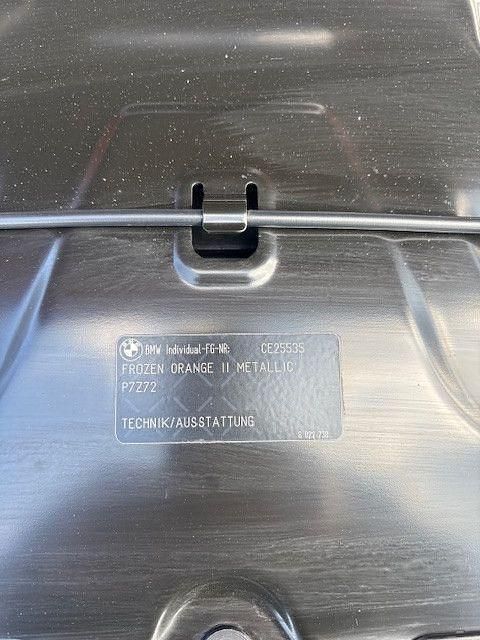 BMW Individual-FG-NR: CE25535
FROZEN ORANGE II METALLIC
P7Z72
TECHNIK/AUSSTATTUNG